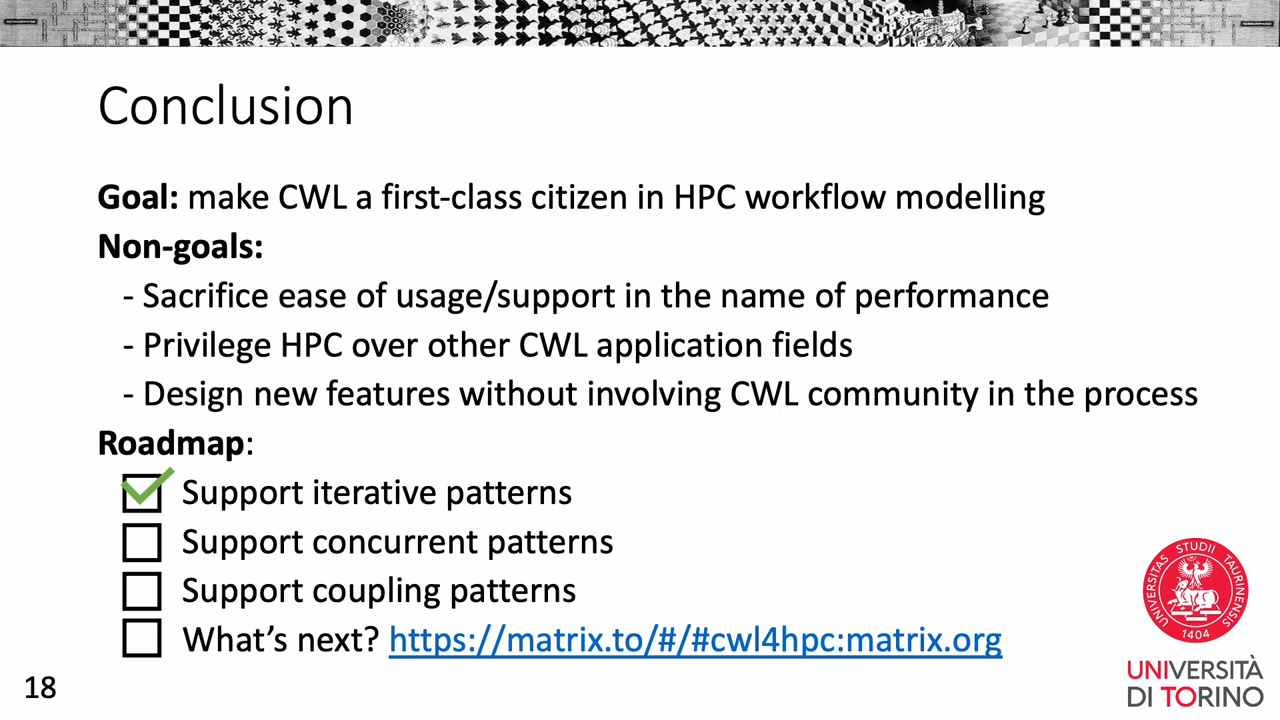 Conclusion
Goal: make CWL a first-class citizen in HPC workflow modelling
Non-goals:
- Sacrifice ease of usage/support in the name of performance
- Privilege HPC over other CWL application fields
- Design new features without involving CWL community in the process
Roadmap:
Support iterative patterns
Support concurrent patterns
Support coupling patterns
What's next? https://matrix.to/#/#cwl4hpc:matrix.org
18
UNIVERSITAS STUDII TAURINENSIS
1404
UNIVERSITÀ
DI TORINO